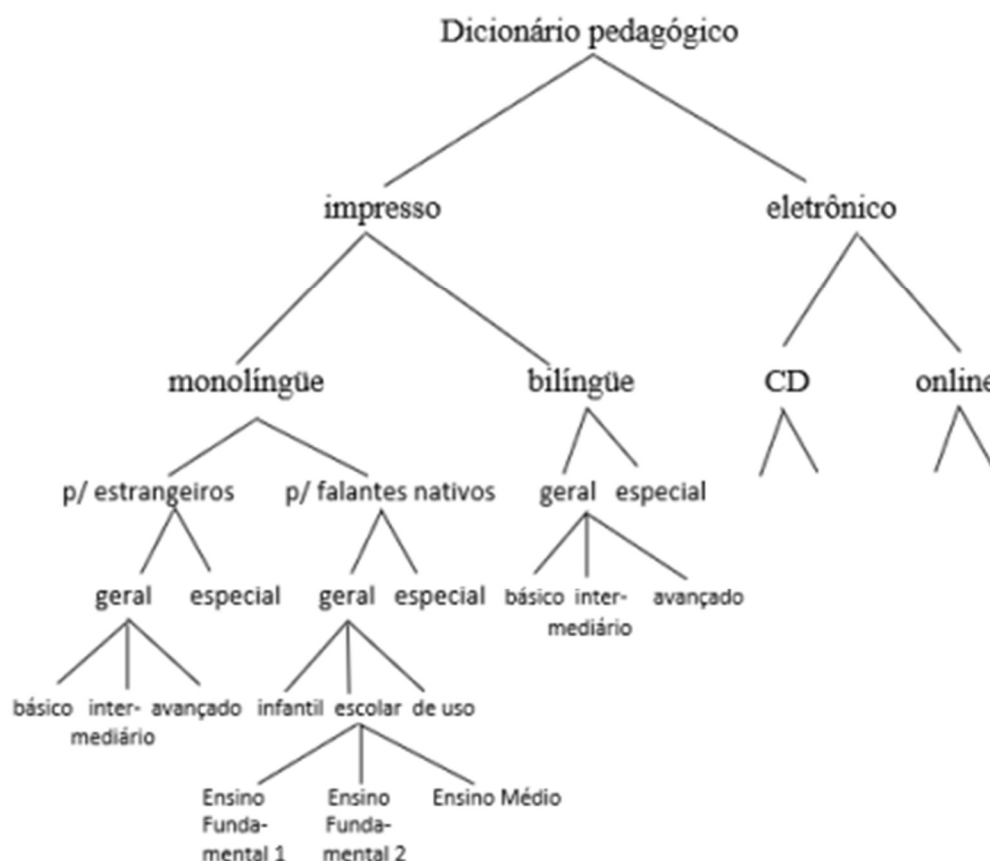 Dicionário pedagógico
impresso eletrônico
monolíngüe bilíngüe CD online
p/ estrangeiros p/ falantes nativos geral especial
geral especial geral especial básico inter- avançado
mediário
básico inter- avançado infantil escolar de uso
mediário
Ensino Ensino Ensino Médio
Funda- Funda-
mental 1 mental 2